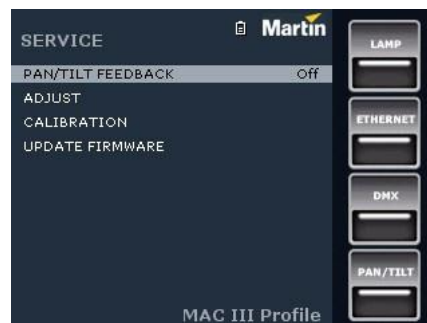 SERVICE
Martin
PAN/TILT FEEDBACK Off
ADJUST
CALIBRATION
UPDATE FIRMWARE
MAC III Profile
LAMP
ETHERNET
DMX
PAN/TILT